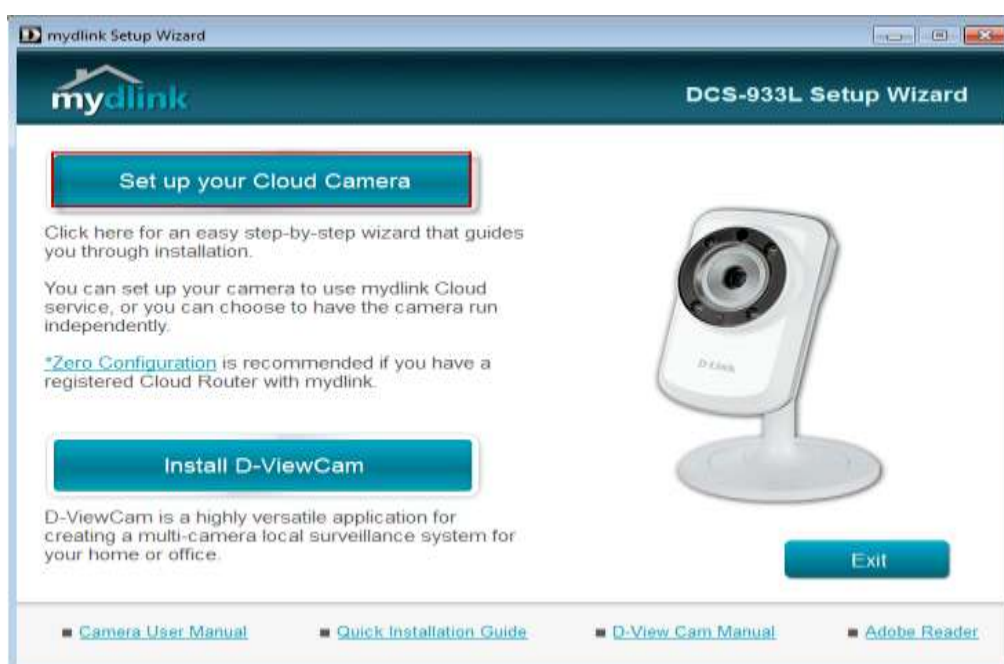 mydlink Setup Wizard
mydlink
DCS-933L Setup Wizard
Set up your Cloud Camera
Click here for an easy step-by-step wizard that guides
you through installation.
You can set up your camera to use mydlink Cloud
service, or you can choose to have the camera run
independently.
*Zero Configuration is recommended if you have a
registered Cloud Router with mydlink.
D-Link
Install D-ViewCam
D-ViewCam is a highly versatile application for
creating a multi-camera local surveillance system for
your home or office.
Exit
Camera User Manual
Quick Installation Guide
D-View Cam Manual
Adobe Reader